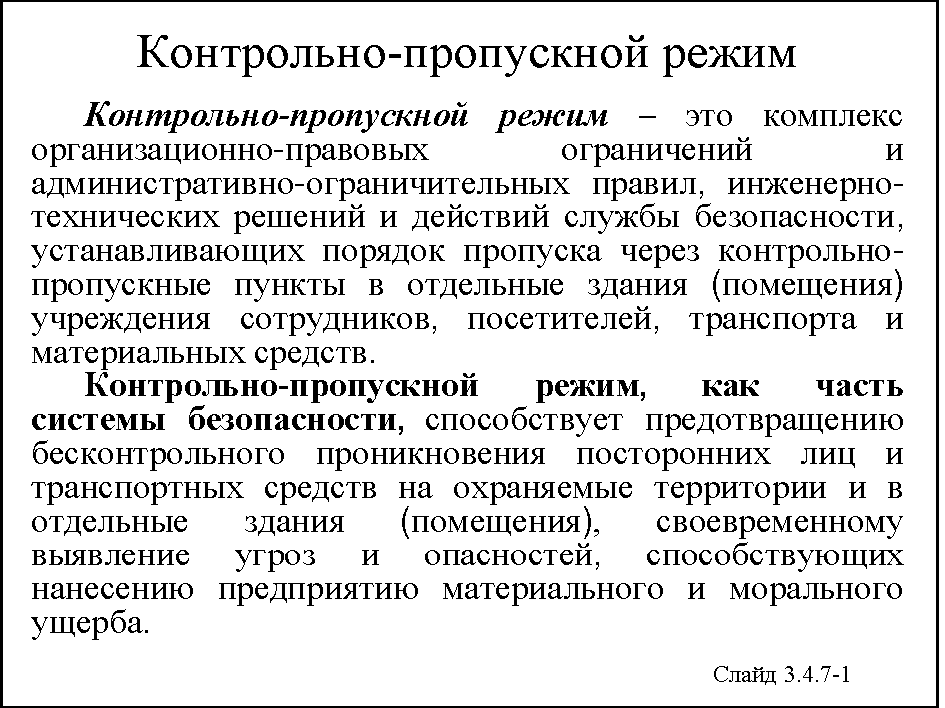 Контрольно-пропускной режим
Контрольно-пропускной режим – это комплекс
организационно-правовых ограничений и
административно-ограничительных правил, инженерно-
технических решений и действий службы безопасности,
устанавливающих порядок пропуска через контрольно-
пропускные пункты в отдельные здания (помещения)
учреждения сотрудников, посетителей, транспорта и
материальных средств.
Контрольно-пропускной режим, как часть
системы безопасности, способствует предотвращению
бесконтрольного проникновения посторонних лиц и
транспортных средств на охраняемые территории и в
отдельные здания (помещения), своевременному
выявление угроз и опасностей, способствующих
нанесению предприятию материального и морального
ущерба.
Слайд 3.4.7-1